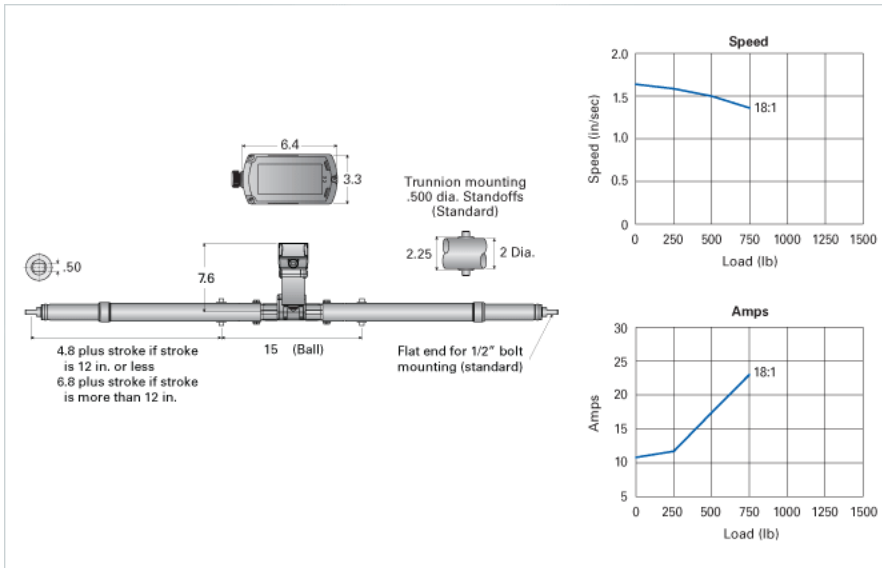 6.4
3.3
Trunnion mounting
.500 dia. Standoffs
(Standard)
2.25
2 Dia.
.50
7.6
4.8 plus stroke if stroke
is 12 in. or less
6.8 plus stroke if stroke
is more than 12 in.
15 (Ball)
Flat end for 1/2" bolt
mounting (standard)
Speed
2.0
1.5
1.0
0.5
0
Speed (in/sec)
18:1
0 250 500 750 1000 1250 1500
Load (lb)
Amps
30
25
20
15
10
5
Amps
18:1
0 250 500 750 1000 1250 1500
Load (lb)